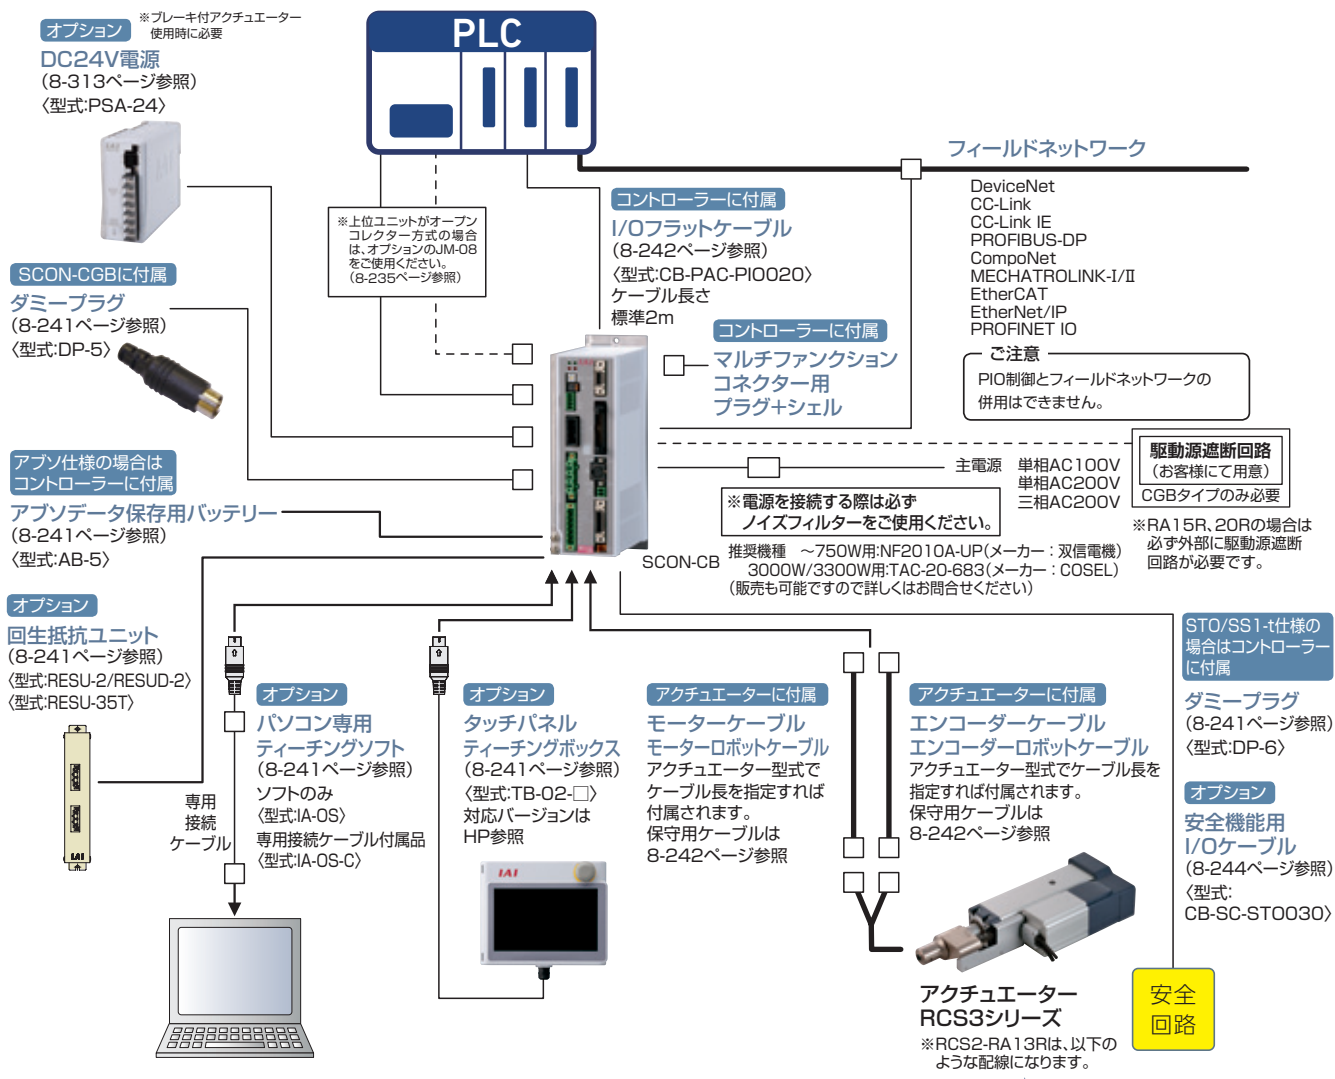 オプション
※ブレーキ付アクチュエーター
使用時に必要
DC24V電源
(8-313ページ参照)
〈型式:PSA-24〉
PLC
フィールドネットワーク
DeviceNet
CC-Link
CC-Link IE
PROFIBUS-DP
CompoNet
MECHATROLINK-I/II
EtherCAT
EtherNet/IP
PROFINET IO
ご注意
PIO制御とフィールドネットワークの
併用はできません。
※上位ユニットがオープン
コレクター方式の場合
は、オプションのJM-08
をご使用ください。
(8-235ページ参照)
コントローラーに付属
I/Oフラットケーブル
(8-242ページ参照)
〈型式:CB-PAC-PIO020〉
ケーブル長さ
標準2m
コントローラーに付属
マルチファンクション
コネクター用
プラグ+シェル
SCON-CGBに付属
ダミープラグ
(8-241ページ参照)
〈型式:DP-5〉
アブソ仕様の場合は
コントローラーに付属
アブソデータ保存用バッテリー
(8-241ページ参照)
〈型式:AB-5〉
主電源 単相AC100V
単相AC200V
三相AC200V
駆動源遮断回路
(お客様にて用意)
CGBタイプのみ必要
※RA15R、20Rの場合は
必ず外部に駆動源遮断
回路が必要です。
※電源を接続する際は必ず
ノイズフィルターをご使用ください。
SCON-CB
推奨機種 ～750W用:NF2010A-UP(メーカー：双信電機)
3000W/3300W用:TAC-20-683(メーカー：COSEL)
(販売も可能ですので詳しくはお問合せください)
オプション
回生抵抗ユニット
(8-241ページ参照)
〈型式:RESU-2/RESUD-2〉
〈型式:RESU-35T〉
IAI
専用
接続
ケーブル
オプション
パソコン専用
ティーチングソフト
(8-241ページ参照)
ソフトのみ
〈型式:IA-OS〉
専用接続ケーブル付属品
〈型式:IA-OS-C〉
オプション
タッチパネル
ティーチングボックス
(8-241ページ参照)
〈型式:TB-02-□〉
対応バージョンは
HP参照
IAI
アクチュエーターに付属
モーターケーブル
モーターロボットケーブル
アクチュエーター型式で
ケーブル長を指定すれば
付属されます。
保守用ケーブルは
8-242ページ参照
アクチュエーターに付属
エンコーダーケーブル
エンコーダーロボットケーブル
アクチュエーター型式でケーブル長を
指定すれば付属されます。
保守用ケーブルは
8-242ページ参照
STO/SS1-t仕様の
場合はコントローラー
に付属
ダミープラグ
(8-241ページ参照)
〈型式:DP-6〉
オプション
安全機能用
I/Oケーブル
(8-244ページ参照)
〈型式:
CB-SC-STO030〉
アクチュエーター
RCS3シリーズ
※RCS2-RA13Rは、以下の
ような配線になります。
安全
回路